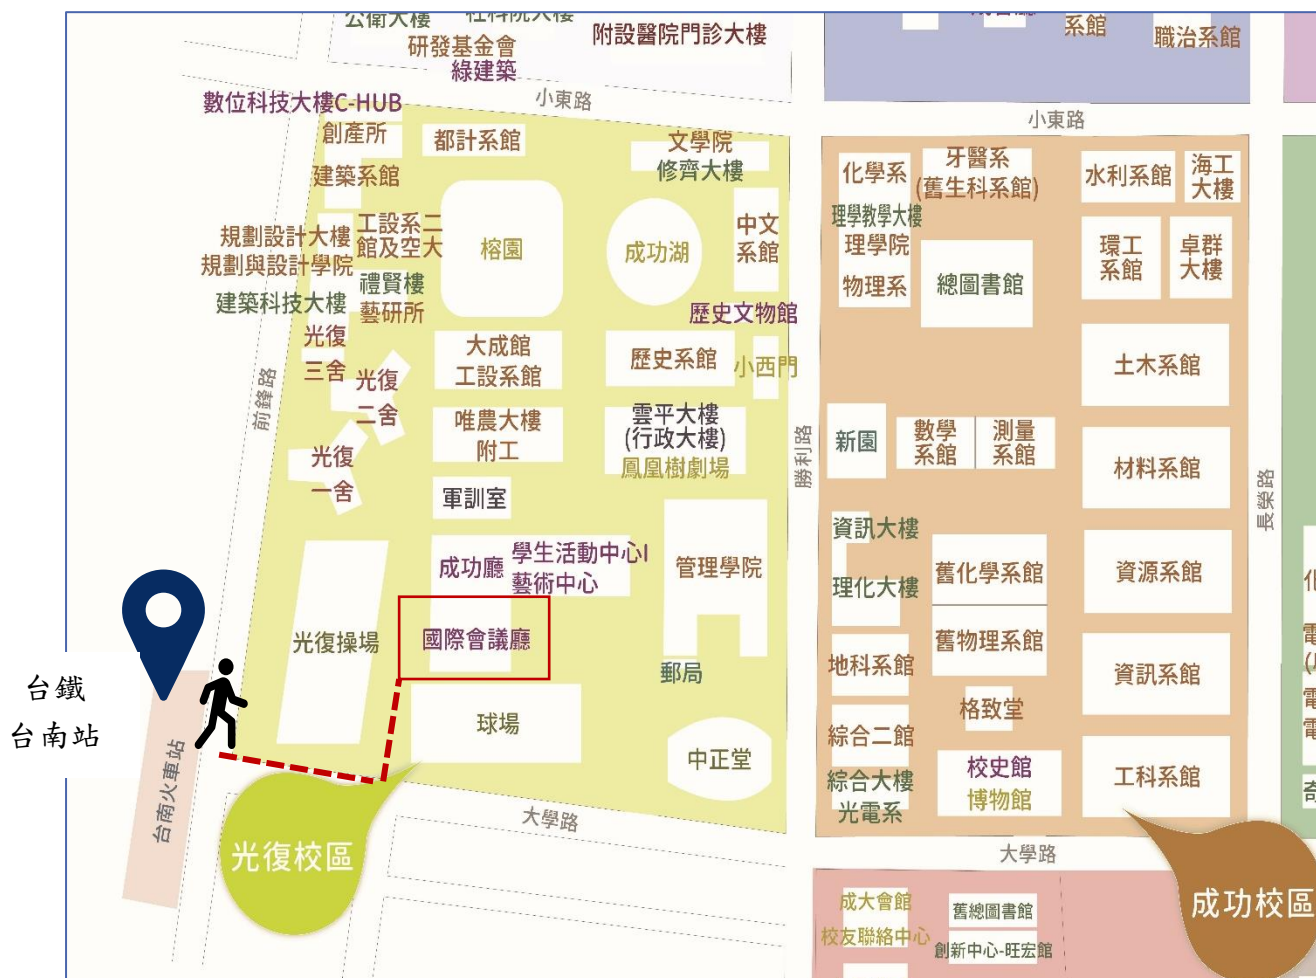 公衛大樓
社科院大樓
研發基金會
綠建築
附設醫院門診大樓
系館
職治系館
小東路
小東路
數位科技大樓C-HUB
創產所
建築系館
都計系館
文學院
修齊大樓
規劃設計大樓
規劃與設計學院
工設系二
館及空大
榕園
成功湖
中文
系館
建築科技大樓
禮賢樓
藝研所
歷史文物館
光復
三舍
光復
二舍
大成館
工設系館
歷史系館
小西門
前鋒路
光復
一舍
唯農大樓
附工
雲平大樓
(行政大樓)
鳳凰樹劇場
軍訓室
成功廳
學生活動中心I
藝術中心
管理學院
光復操場
國際會議廳
郵局
台鐵
台南站
台南火車站
球場
中正堂
光復校區
大學路
勝利路
化學系
牙醫系
(舊生科系館)
水利系館
海工
大樓
理學教學大樓
理學院
物理系
總圖書館
環工
系館
卓群
大樓
土木系館
新園
數學
系館
測量
系館
材料系館
長榮路
資訊大樓
理化大樓
舊化學系館
資源系館
地科系館
舊物理系館
資訊系館
格致堂
綜合二館
綜合大樓
光電系
校史館
博物館
工科系館
大學路
成功校區
成大會館
校友聯絡中心
舊總圖書館
創新中心-旺宏館